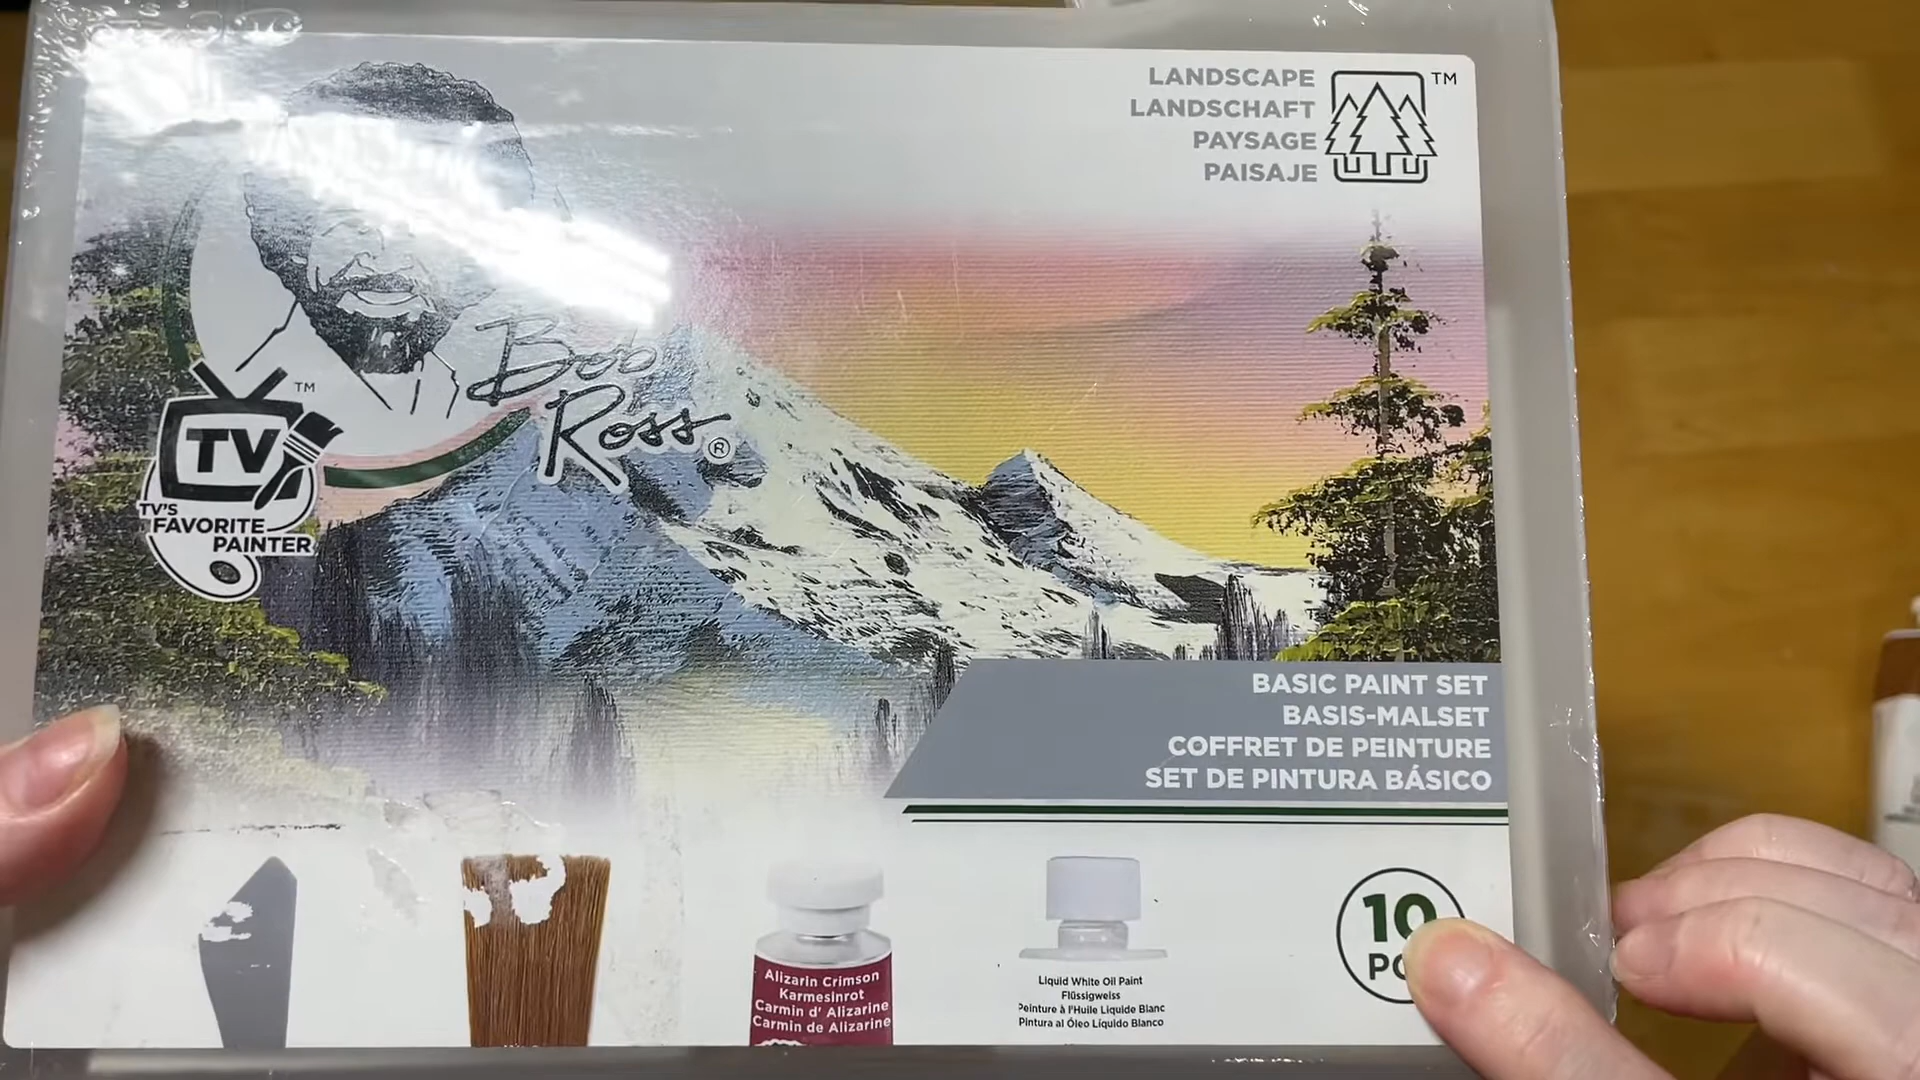 LANDSCAPE
LANDSCHAFT
PAYSAGE
PAISAJE
TM
Bob
Ross®
TM
TV
TV'S
FAVORITE
PAINTER
BASIC PAINT SET
BASIS-MALSET
COFFRET DE PEINTURE
SET DE PINTURA BÁSICO
Alizarin Crimson
Karmesinrot
Carmin d' Alizarine
Carmin de Alizarine
Liquid White Oil Paint
Flüssigweiss
Peinture à l'Huile Liquide Blanc
Pintura al Óleo Líquido Blanco
10